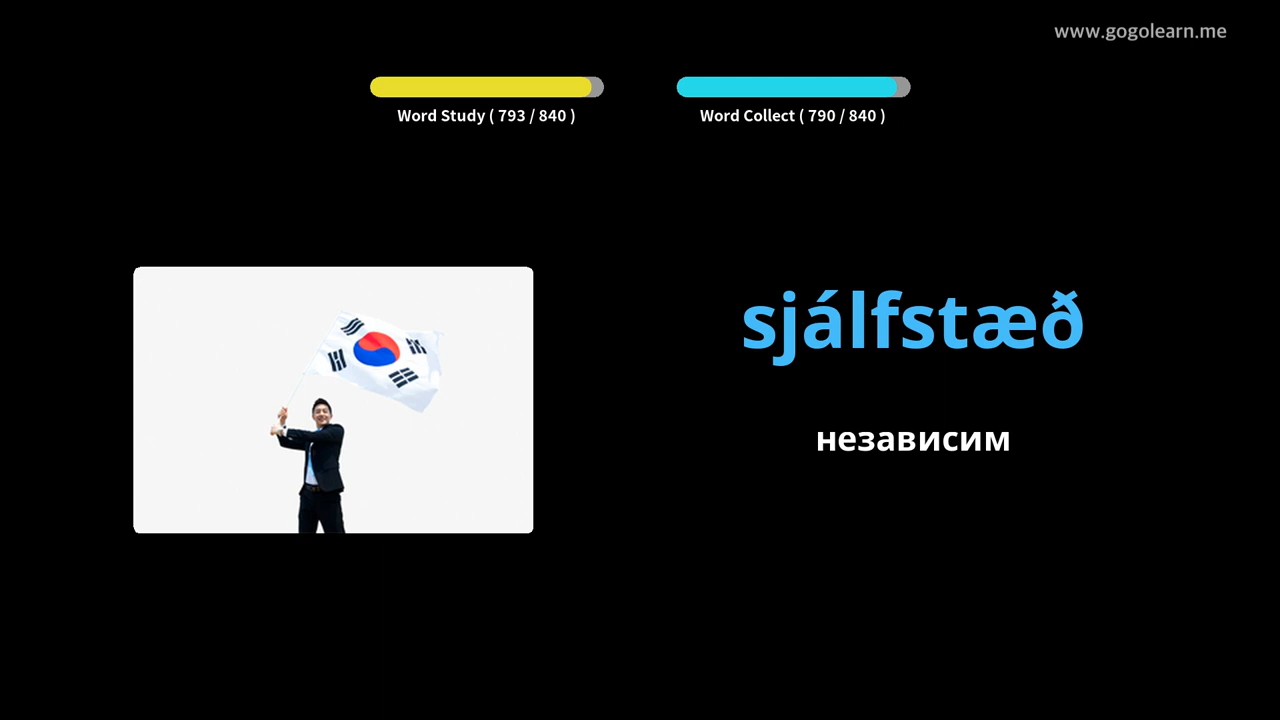 www.gogolearn.me
Word Study ( 793 / 840 )
Word Collect ( 790 / 840 )
sjálfstæð
независим